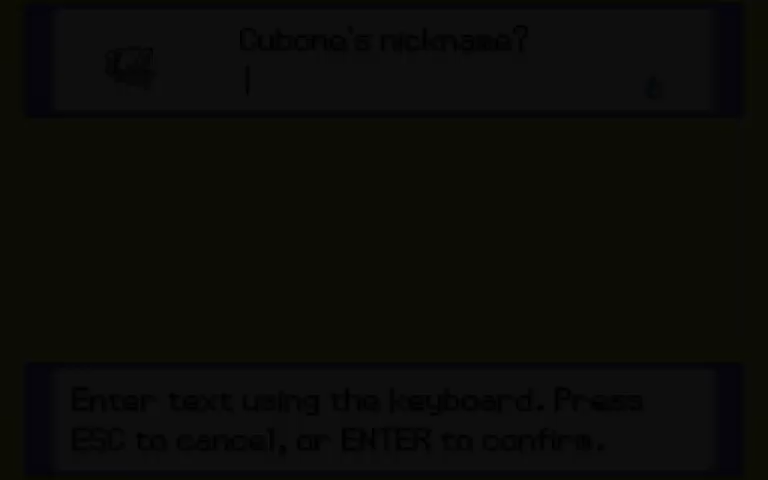 Cubone's nickname?
Enter text using the keyboard. Press
ESC to cancel, or ENTER to confirm.